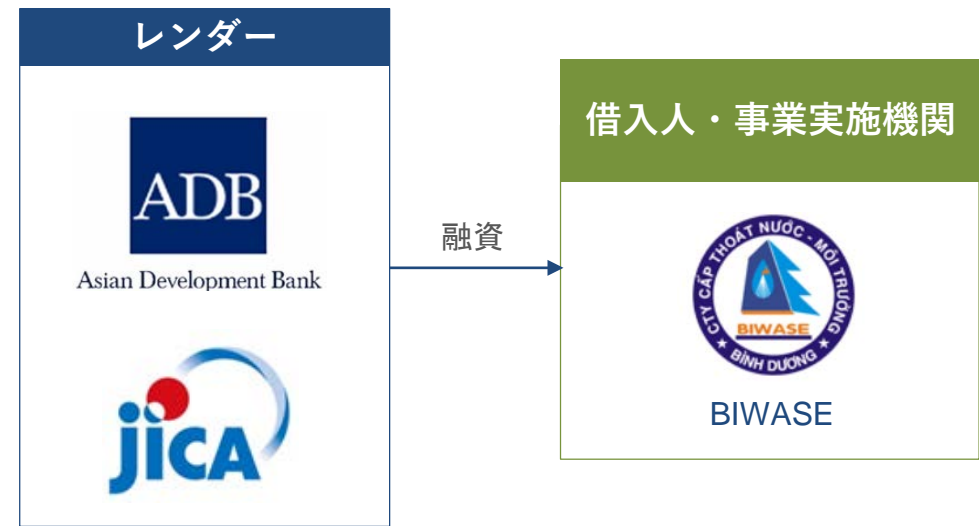 レンダー
ADB
Asian Development Bank
jica
融資
借入人・事業実施機関
CTY CẤP THOÁT NƯỚC - MÔI TRƯỜNG
BIWASE
★ BÌNH DƯƠNG ★
BIWASE